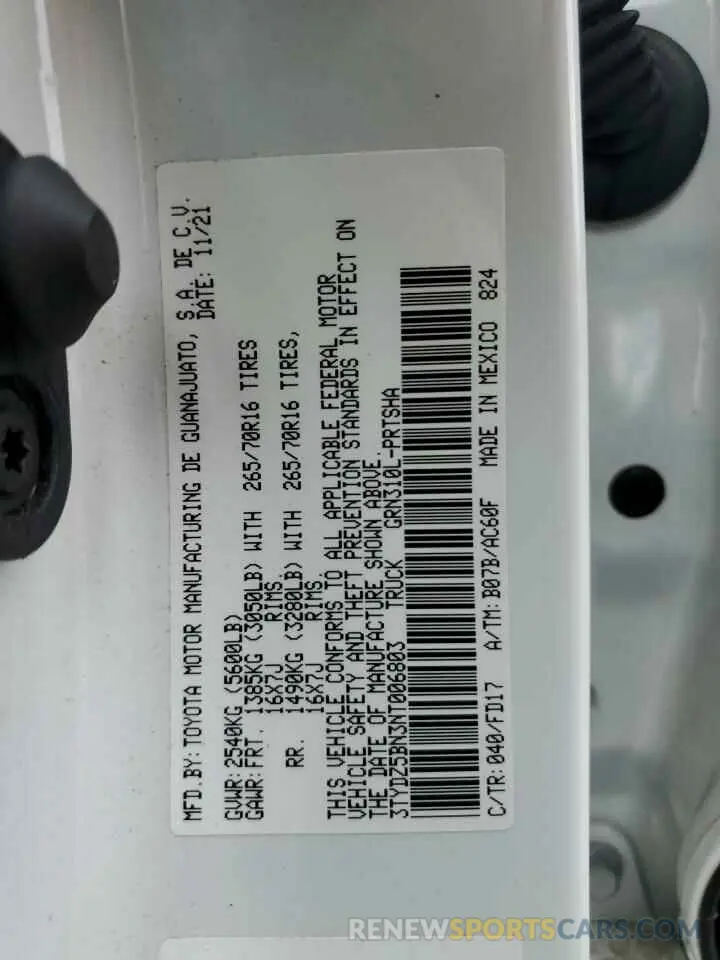 MFD.BY:TOYOTA MOTOR MANUFACTURING DE GUANAJUATO, S.A. DE C.V.
DATE: 11/21
GVWR:2540KG (5600LB)
GAWR:FRT. 1385KG (3050LB) WITH 265/70R16 TIRES
16X7J RIMS.
RR. 1490KG (3280LB) WITH 265/70R16 TIRES,
16X7J RIMS.
THIS VEHICLE CONFORMS TO ALL APPLICABLE FEDERAL MOTOR
VEHICLE SAFETY AND THEFT PREVENTION STANDARDS IN EFFECT ON
THE DATE OF MANUFACTURE SHOWN ABOVE.
3TYDZ5BN3NT006803 TRUCK GRN310L-PRTSHA
C/TR:040/FD17 A/TM:B07B/AC60F MADE IN MEXICO 824
RENEWSPORTSCARS.COM